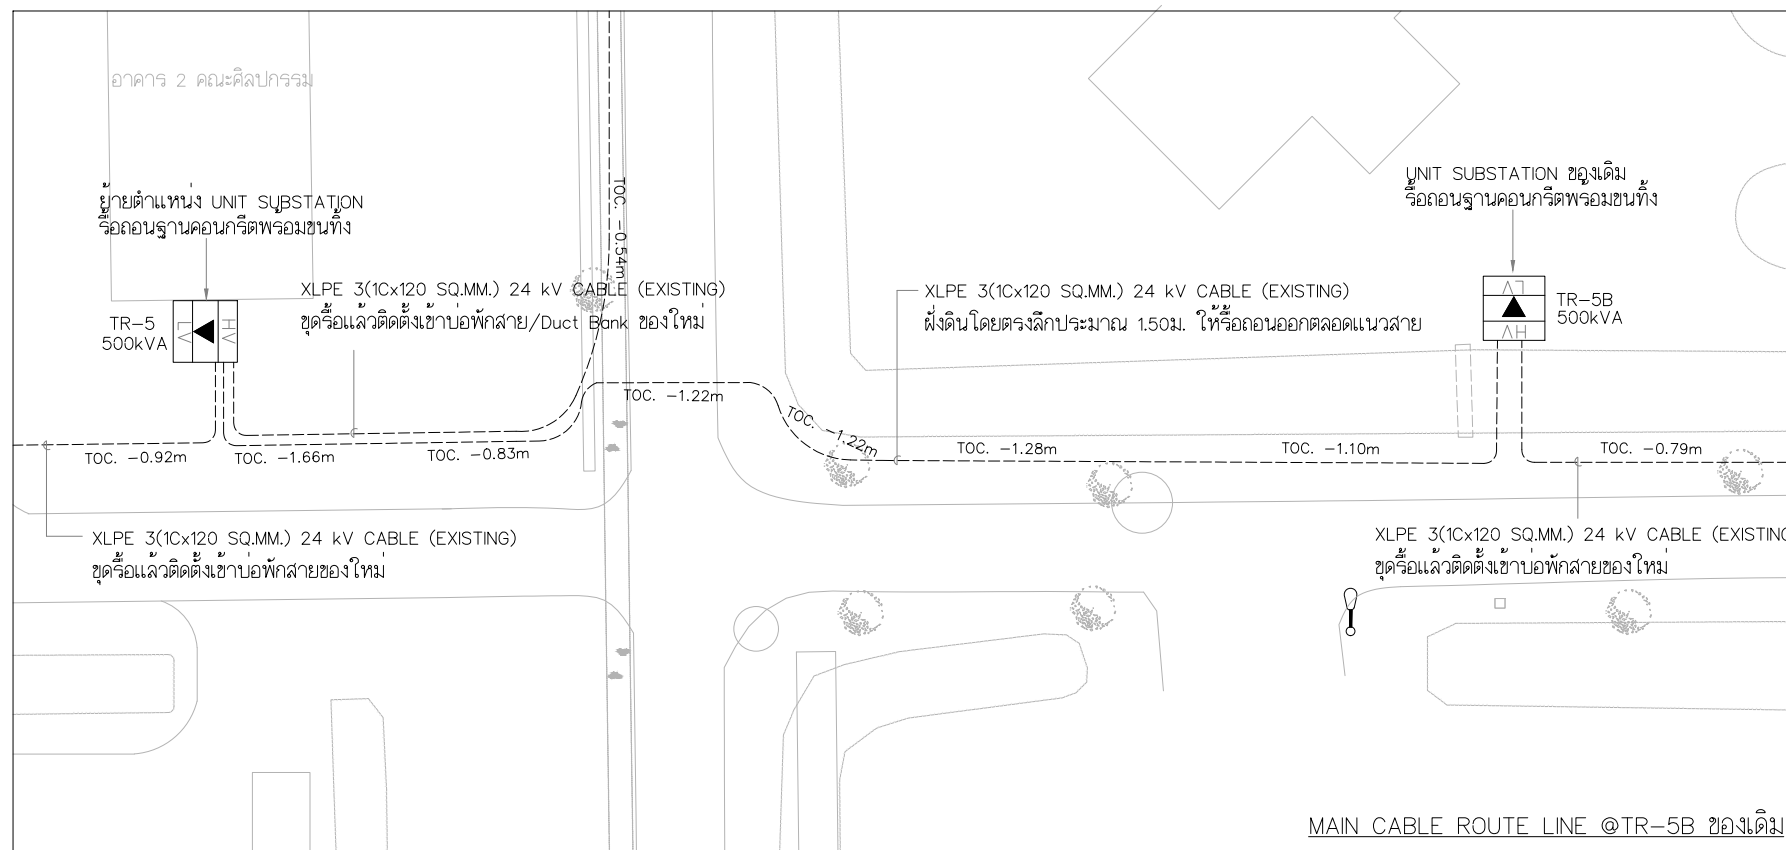 อาคาร 2 คณะศิลปกรรม
ย้ายตำแหน่ง UNIT SUBSTATION
รื้อถอนฐานคอนกรีตพร้อมขนทิ้ง
TR-5
500kVA
LV
HV
XLPE 3(1Cx120 SQ.MM.) 24 kV CABLE (EXISTING)
ขุดรื้อแล้วติดตั้งเข้าบ่อพักสาย/Duct Bank ของใหม่
TOC. -0.54m
XLPE 3(1Cx120 SQ.MM.) 24 kV CABLE (EXISTING)
ฝั่งดินโดยตรงลึกประมาณ 1.50ม. ให้รื้อถอนออกตลอดแนวสาย
UNIT SUBSTATION ของเดิม
รื้อถอนฐานคอนกรีตพร้อมขนทิ้ง
LV
HV
TR-5B
500kVA
TOC. -0.92m
TOC. -1.66m
TOC. -0.83m
TOC. -1.22m
TOC. -1.22m
TOC. -1.28m
TOC. -1.10m
TOC. -0.79m
XLPE 3(1Cx120 SQ.MM.) 24 kV CABLE (EXISTING)
ขุดรื้อแล้วติดตั้งเข้าบ่อพักสายของใหม่
XLPE 3(1Cx120 SQ.MM.) 24 kV CABLE (EXISTING
ขุดรื้อแล้วติดตั้งเข้าบ่อพักสายของใหม่
MAIN CABLE ROUTE LINE @TR-5B ของเดิม